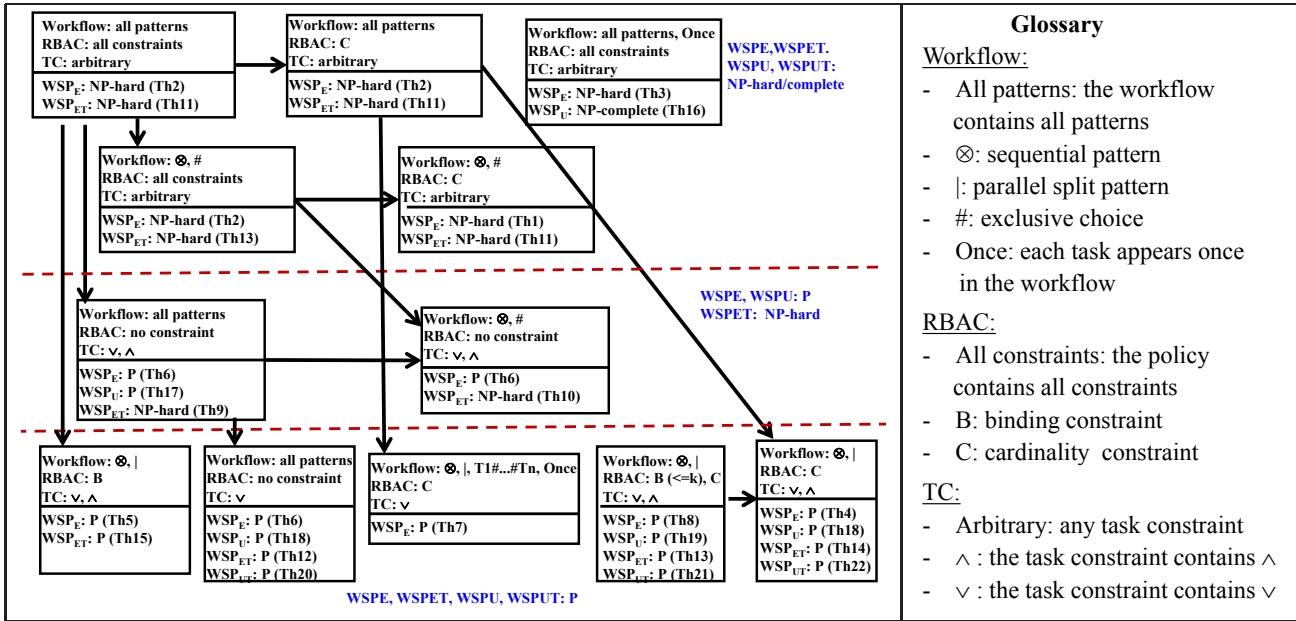 Workflow: all patterns
RBAC: all constraints
TC: arbitrary
WSPE: NP-hard (Th2)
WSPET: NP-hard (Th11)
Workflow: all patterns
RBAC: C
TC: arbitrary
WSPE: NP-hard (Th2)
WSPET: NP-hard (Th11)
Workflow: all patterns, Once
RBAC: all constraints
TC: arbitrary
WSPE: NP-hard (Th3)
WSPU: NP-complete (Th16)
WSPE,WSPET.
WSPU, WSPUT:
NP-hard/complete
Workflow: ⊗, #
RBAC: all constraints
TC: arbitrary
WSPE: NP-hard (Th2)
WSPET: NP-hard (Th13)
Workflow: ⊗, #
RBAC: C
TC: arbitrary
WSPE: NP-hard (Th1)
WSPET: NP-hard (Th11)
Workflow: all patterns
RBAC: no constraint
TC: ∨, ∧
WSPE: P (Th6)
WSPU: P (Th17)
WSPET: NP-hard (Th9)
Workflow: ⊗, #
RBAC: no constraint
TC: ∨, ∧
WSPE: P (Th6)
WSPET: NP-hard (Th10)
WSPE, WSPU: P
WSPET: NP-hard
Workflow: ⊗, |
RBAC: B
TC: ∨, ∧
WSPE: P (Th5)
WSPET: P (Th15)
Workflow: all patterns
RBAC: no constraint
TC: ∨
WSPE: P (Th6)
WSPU: P (Th18)
WSPET: P (Th12)
WSPUT: P (Th20)
Workflow: ⊗, |, T1#...#Tn, Once
RBAC: C
TC: ∨
WSPE: P (Th7)
Workflow: ⊗, |
RBAC: B (<=k), C
TC: ∨, ∧
WSPE: P (Th8)
WSPU: P (Th19)
WSPET: P (Th13)
WSPUT: P (Th21)
Workflow: ⊗, |
RBAC: C
TC: ∨, ∧
WSPE: P (Th4)
WSPU: P (Th18)
WSPET: P (Th14)
WSPUT: P (Th22)
WSPE, WSPET, WSPU, WSPUT: P
Glossary
Workflow:
- All patterns: the workflow
contains all patterns
- ⊗: sequential pattern
- |: parallel split pattern
- #: exclusive choice
- Once: each task appears once
in the workflow
RBAC:
- All constraints: the policy
contains all constraints
- B: binding constraint
- C: cardinality constraint
TC:
- Arbitrary: any task constraint
- ∧ : the task constraint contains ∧
- ∨ : the task constraint contains ∨